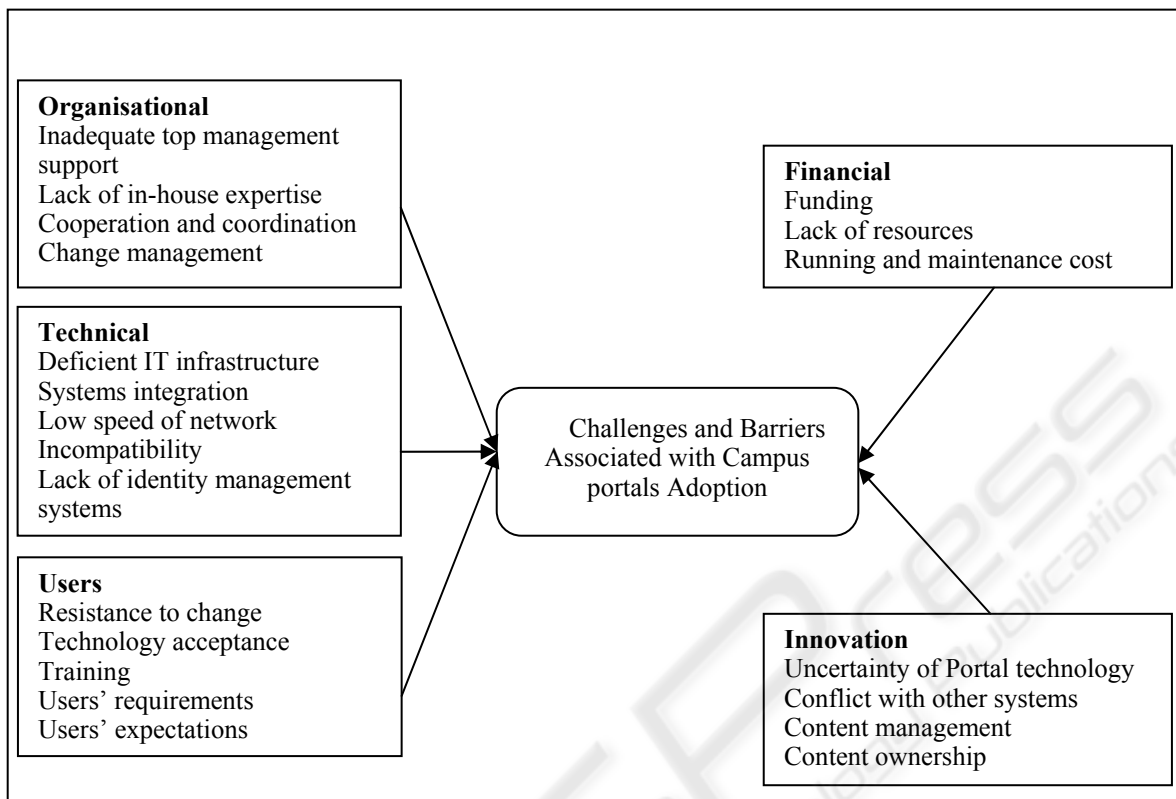 Organisational
Inadequate top management
support
Lack of in-house expertise
Cooperation and coordination
Change management
Technical
Deficient IT infrastructure
Systems integration
Low speed of network
Incompatibility
Lack of identity management
systems
Users
Resistance to change
Technology acceptance
Training
Users’ requirements
Users’ expectations
Challenges and Barriers
Associated with Campus
portals Adoption
Financial
Funding
Lack of resources
Running and maintenance cost
Innovation
Uncertainty of Portal technology
Conflict with other systems
Content management
Content ownership
Press
Publications